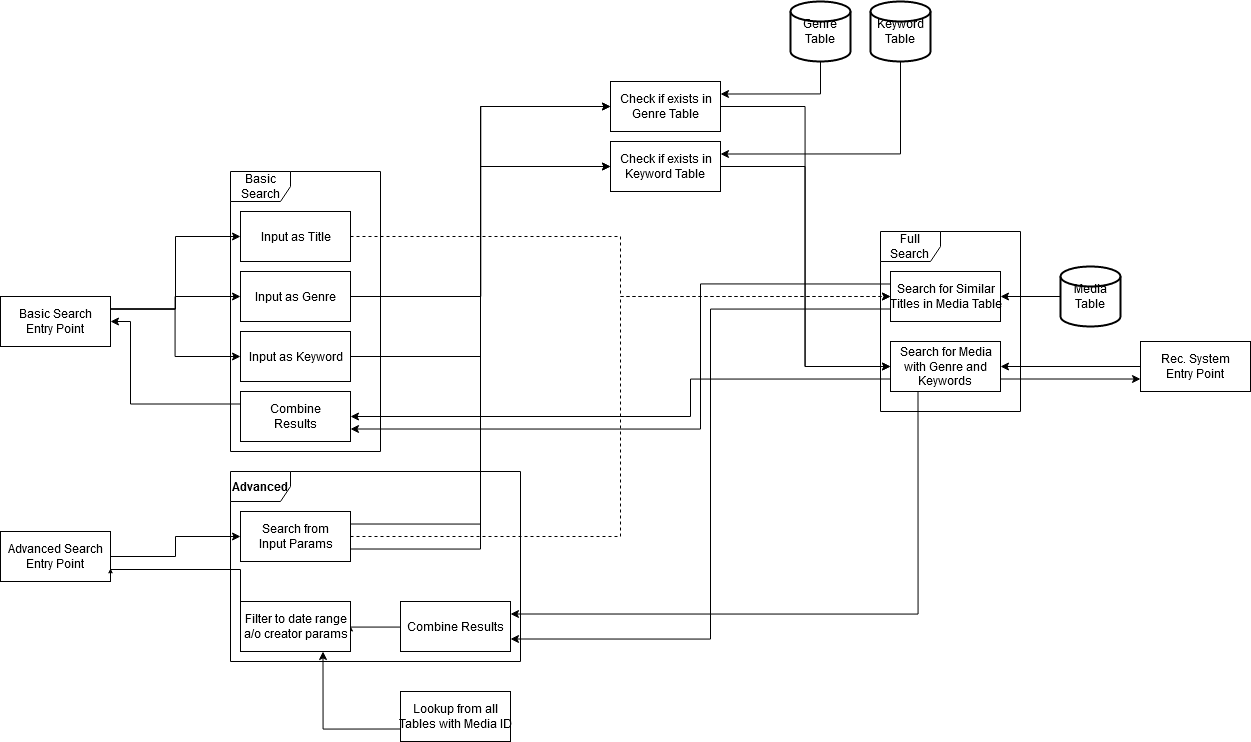 Genre
Table
Keyword
Table
Check if exists in
Genre Table
Check if exists in
Keyword Table
Basic
Search
Input as Title
Input as Genre
Input as Keyword
Combine
Results
Basic Search
Entry Point
Full
Search
Search for Similar
Titles in Media Table
Media
Table
Search for Media
with Genre and
Keywords
Rec. System
Entry Point
Advanced
Search from
Input Params
Advanced Search
Entry Point
Filter to date range
a/o creator params
Combine Results
Lookup from all
Tables with Media ID